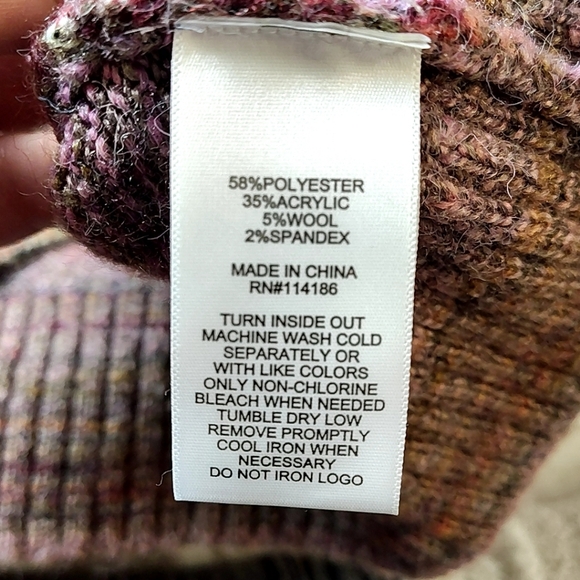 58%POLYESTER
35%ACRYLIC
5%WOOL
2%SPANDEX
MADE IN CHINA
RN#114186
TURN INSIDE OUT
MACHINE WASH COLD
SEPARATELY OR
WITH LIKE COLORS
ONLY NON-CHLORINE
BLEACH WHEN NEEDED
TUMBLE DRY LOW
REMOVE PROMPTLY
COOL IRON WHEN
NECESSARY
DO NOT IRON LOGO